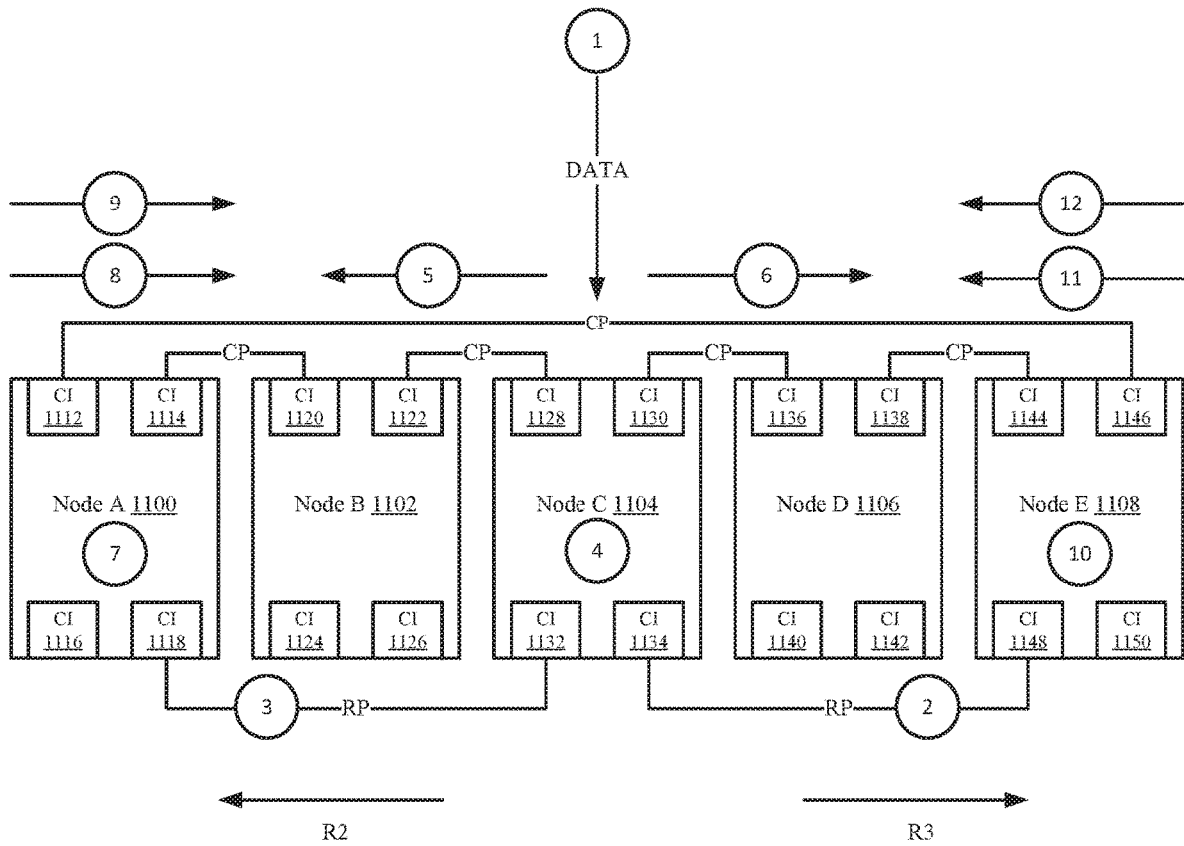 1
DATA
9
12
8
5
6
11
CP
CP
CP
CP
CP
CI
1112
CI
1114
CI
1120
CI
1122
CI
1128
CI
1130
CI
1136
CI
1138
CI
1144
CI
1146
Node A 1100
Node B 1102
Node C 1104
Node D 1106
Node E 1108
7
4
10
CI
1116
CI
1118
CI
1124
CI
1126
CI
1132
CI
1134
CI
1140
CI
1142
CI
1148
CI
1150
3
RP
RP
2
R2
R3